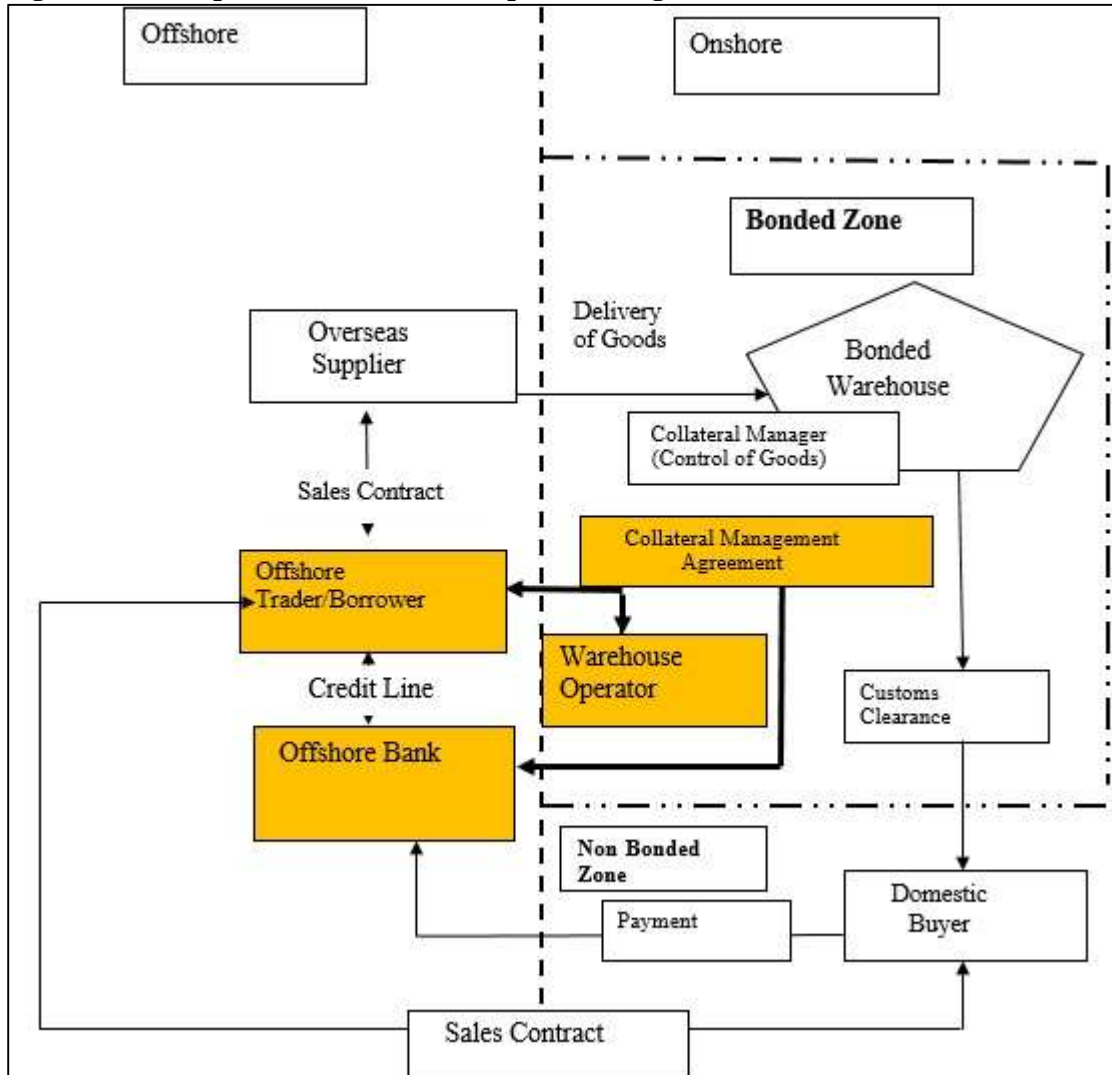 Offshore
Onshore
Bonded Zone
Overseas
Supplier
Delivery
of Goods
Bonded
Warehouse
Collateral Manager
(Control of Goods)
Sales Contract
Collateral Management
Agreement
Offshore
Trader/Borrower
Warehouse
Operator
Credit Line
Customs
Clearance
Offshore Bank
Non Bonded
Zone
Domestic
Buyer
Payment
Sales Contract